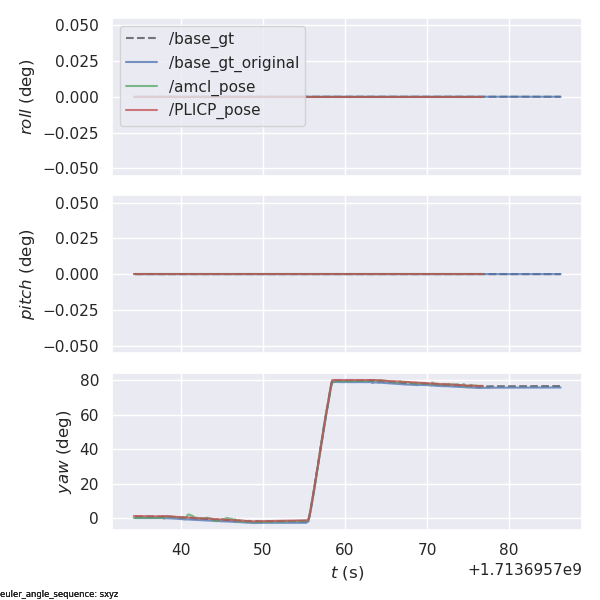 0.050
0.025
0.000
−0.025
−0.050
roll (deg)
/base_gt
/base_gt_original
/amcl_pose
/PLICP_pose
0.050
0.025
0.000
−0.025
−0.050
pitch (deg)
80
60
40
20
0
yaw (deg)
40 50 60 70 80
t (s)
+1.7136957e9
euler_angle_sequence: sxyz